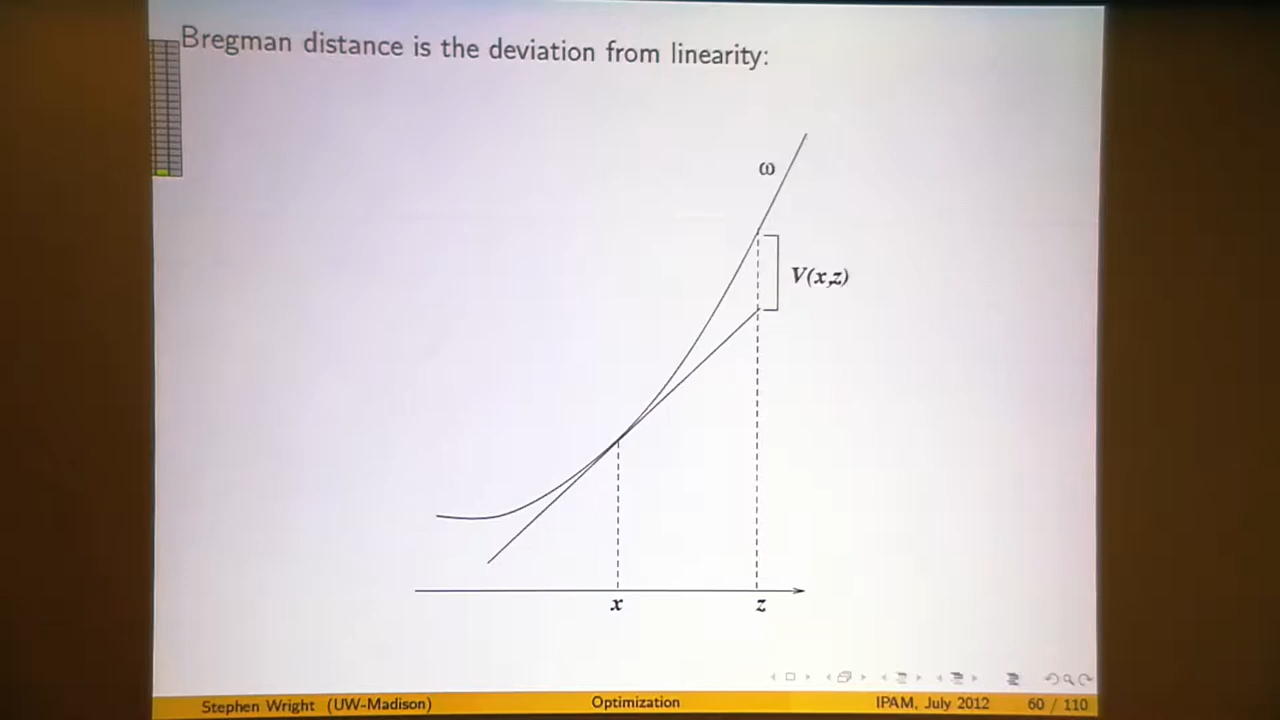 Bregman distance is the deviation from linearity:
ω
V(x,z)
x z
Stephen Wright (UW-Madison) Optimization IPAM, July 2012 60 / 110